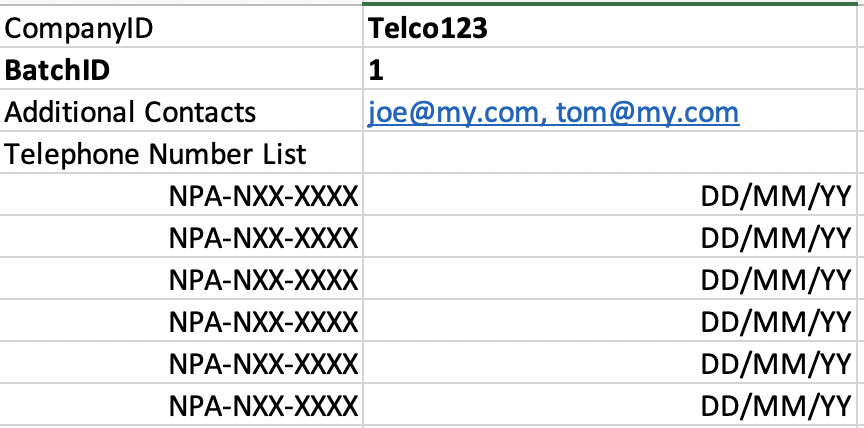 CompanyID Telco123
BatchID 1
Additional Contacts joe@my.com, tom@my.com
Telephone Number List
NPA-NXX-XXXX DD/MM/YY
NPA-NXX-XXXX DD/MM/YY
NPA-NXX-XXXX DD/MM/YY
NPA-NXX-XXXX DD/MM/YY
NPA-NXX-XXXX DD/MM/YY
NPA-NXX-XXXX DD/MM/YY